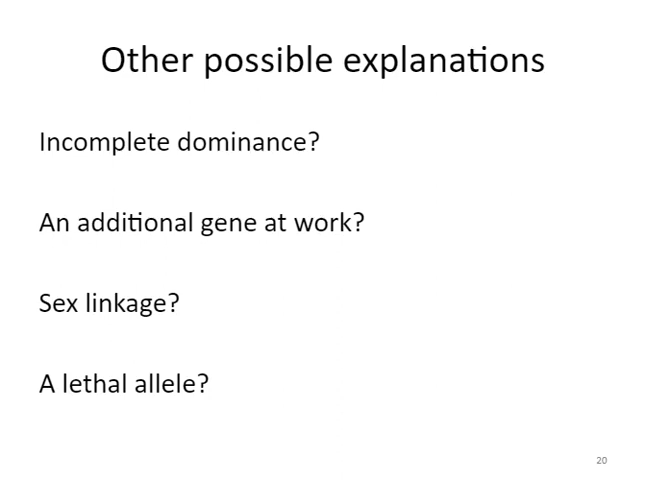 Other possible explanations
Incomplete dominance?
An additional gene at work?
Sex linkage?
A lethal allele?
20